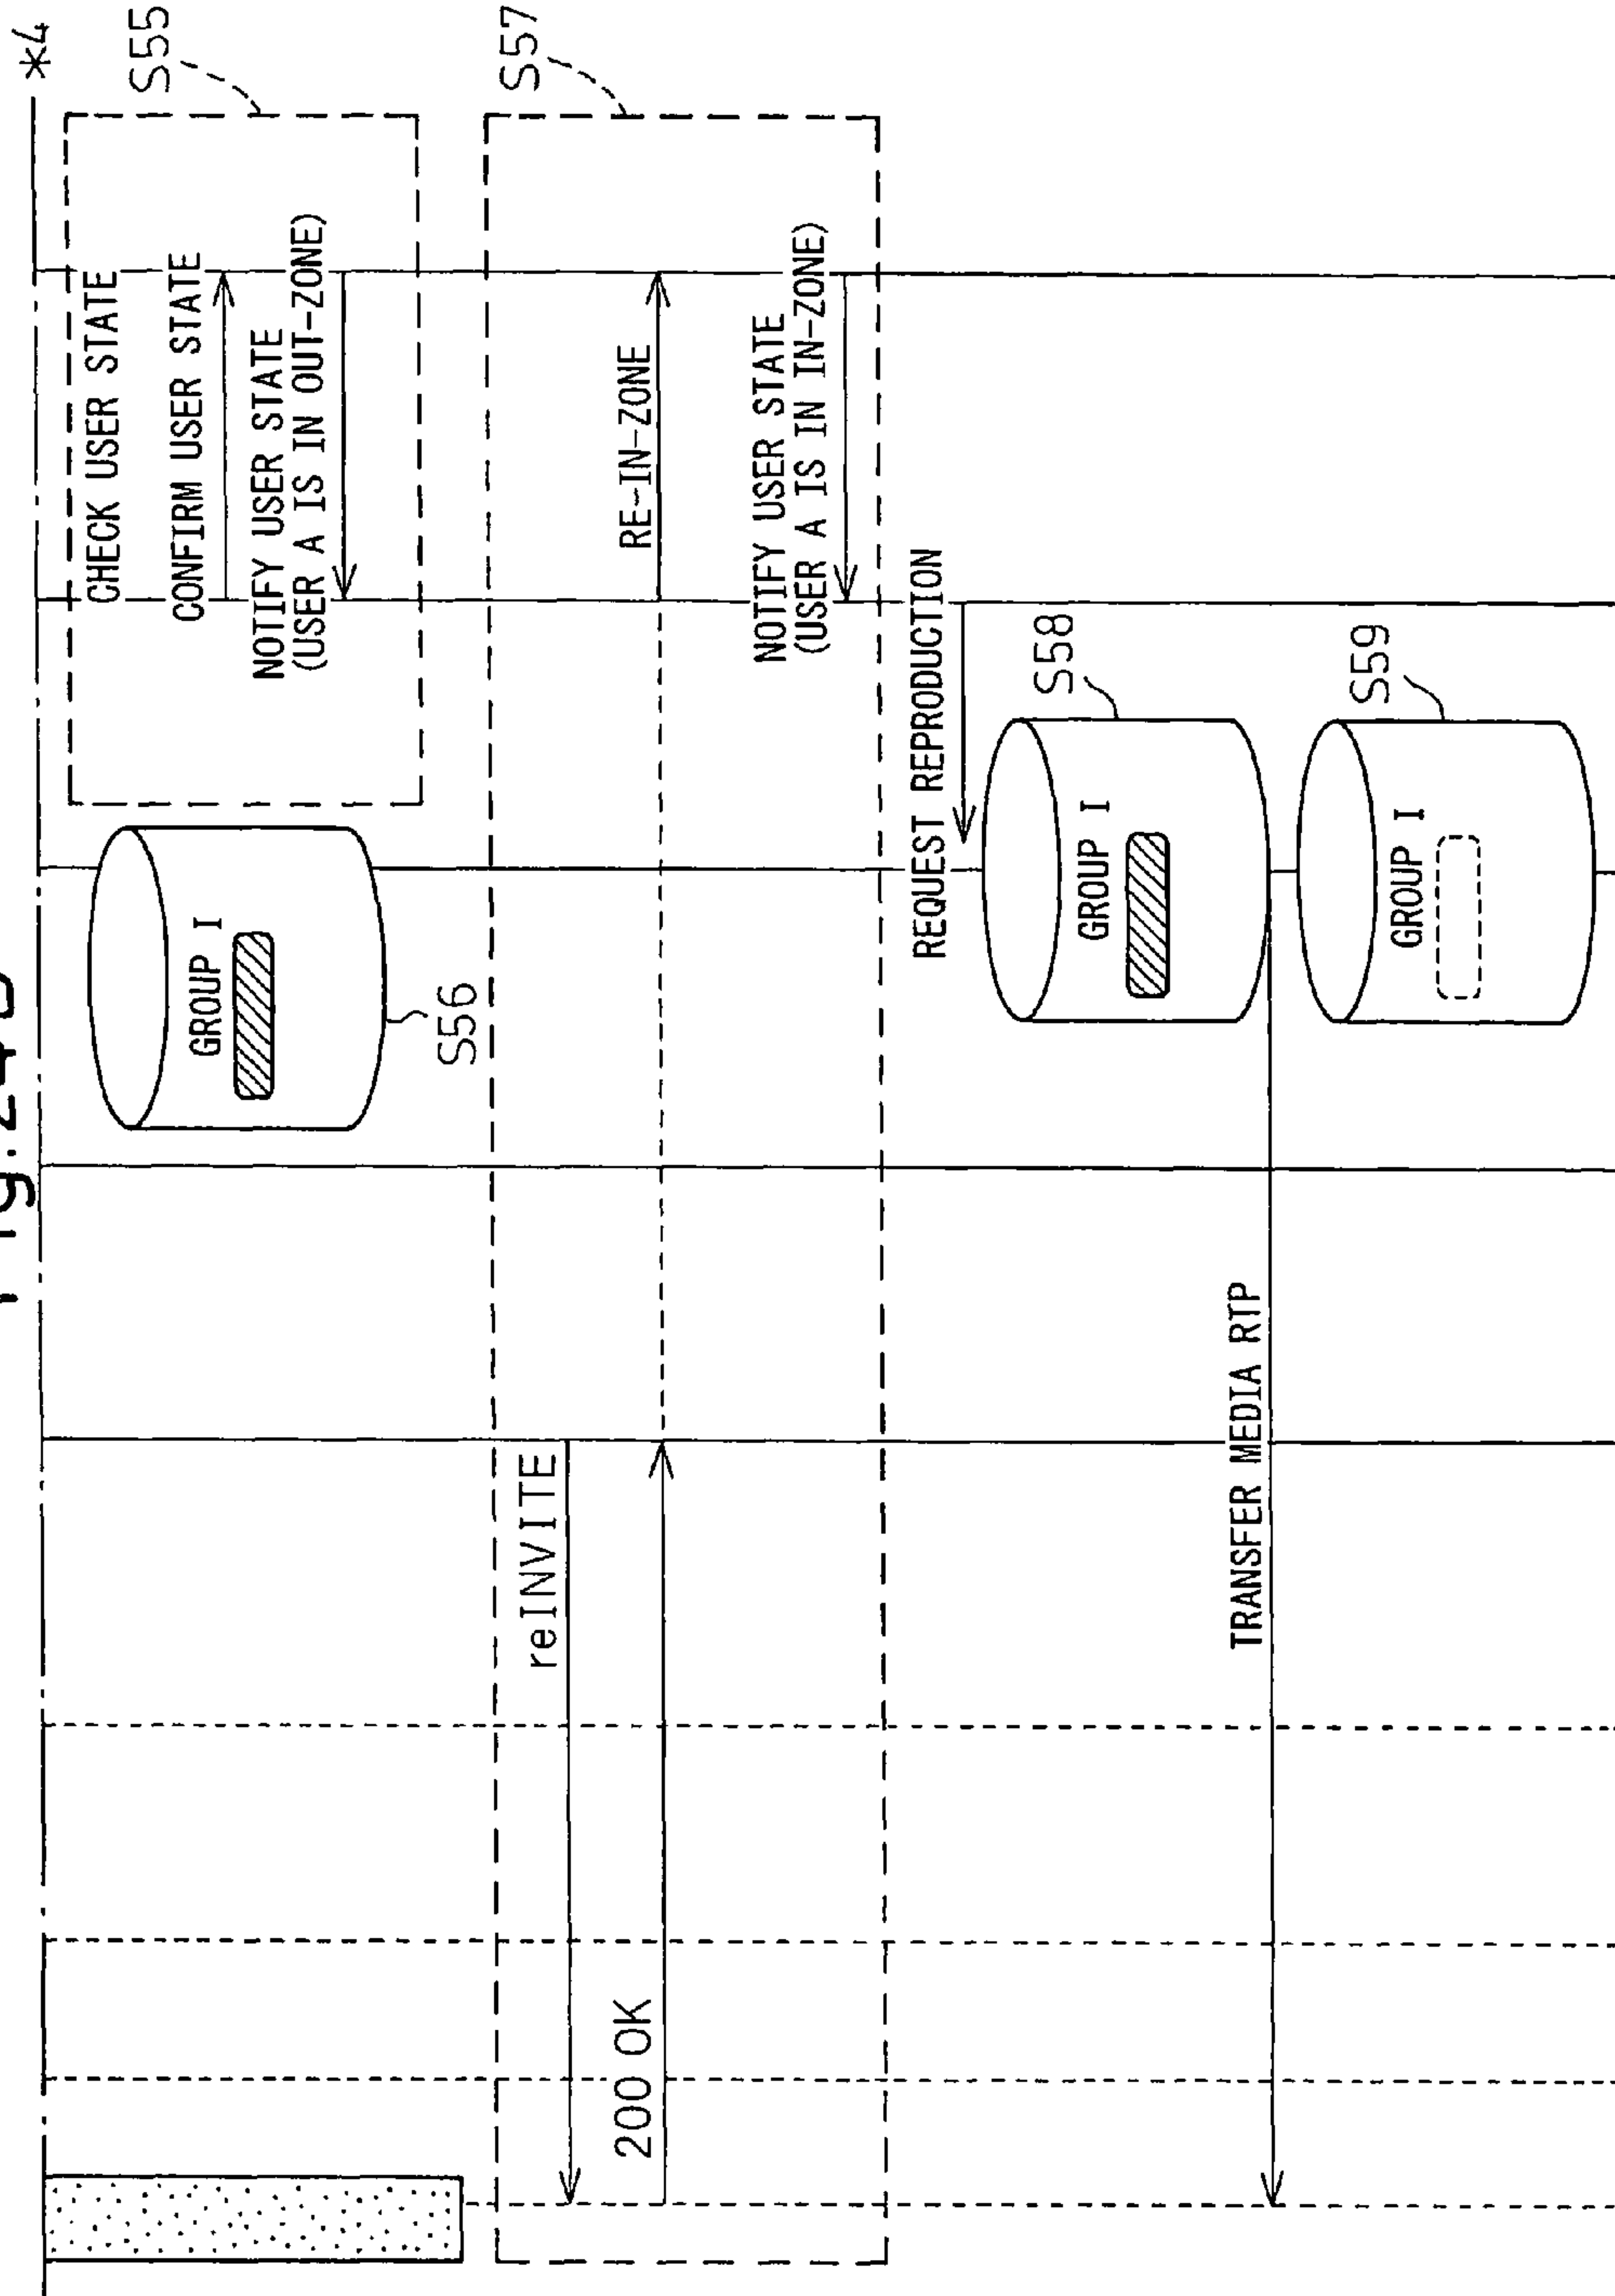 *4
CHECK USER STATE
S55
CONFIRM USER STATE
NOTIFY USER STATE
(USER A IS IN OUT-ZONE)
GROUP I
S56
S57
reINVITE
200 OK
RE-IN-ZONE
NOTIFY USER STATE
(USER A IS IN IN-ZONE)
REQUEST REPRODUCTION
S58
GROUP I
TRANSFER MEDIA RTP
S59
GROUP I